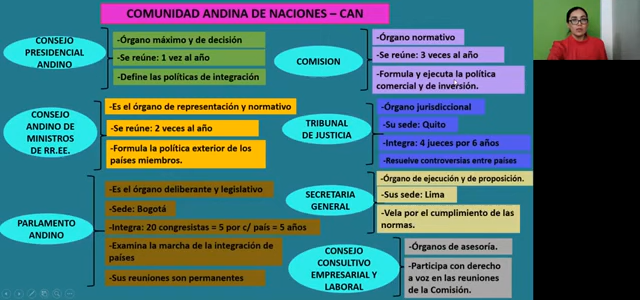 COMUNIDAD ANDINA DE NACIONES – CAN
CONSEJO
PRESIDENCIAL
ANDINO
-Órgano máximo y de decisión
-Se reúne: 1 vez al año
-Define las políticas de integración
CONSEJO
ANDINO DE
MINISTROS
DE RR.EE.
-Es el órgano de representación y normativo
-Se reúne: 2 veces al año
-Formula la política exterior de los
países miembros.
PARLAMENTO
ANDINO
-Es el órgano deliberante y legislativo
-Sede: Bogotá
-Integra: 20 congresistas = 5 por c/ país = 5 años
-Examina la marcha de la integración de
países
-Sus reuniones son permanentes
COMISION
-Órgano normativo
-Se reúne: 3 veces al año
-Formula y ejecuta la política
comercial y de inversión.
TRIBUNAL
DE JUSTICIA
-Órgano jurisdiccional
-Su sede: Quito
-Integra: 4 jueces por 6 años
-Resuelve controversias entre países
SECRETARIA
GENERAL
-Órgano de ejecución y de proposición.
-Sus sede: Lima
-Vela por el cumplimiento de las
normas.
CONSEJO
CONSULTIVO
EMPRESARIAL Y
LABORAL
-Órganos de asesoría.
-Participa con derecho
a voz en las reuniones
de la Comisión.